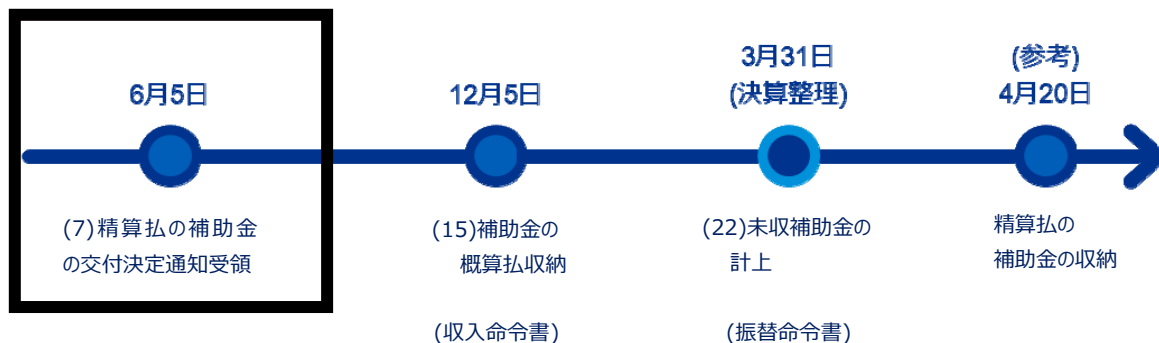 6月5日
(7)精算払の補助金
の交付決定通知受領
12月5日
(15)補助金の
概算払収納
(収入命令書)
3月31日
(決算整理)
(22)未収補助金の
計上
(振替命令書)
(参考)
4月20日
精算払の
補助金の収納